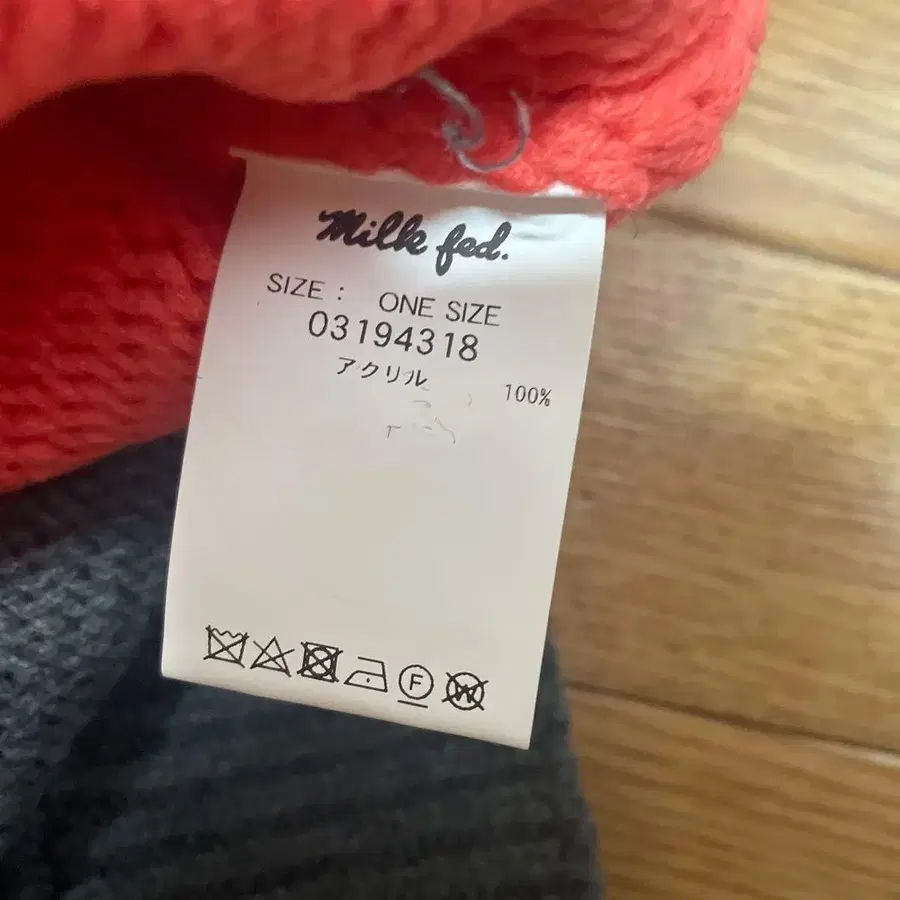 Milk fed.
SIZE : ONE SIZE
03194318
アクリル 100%
F W